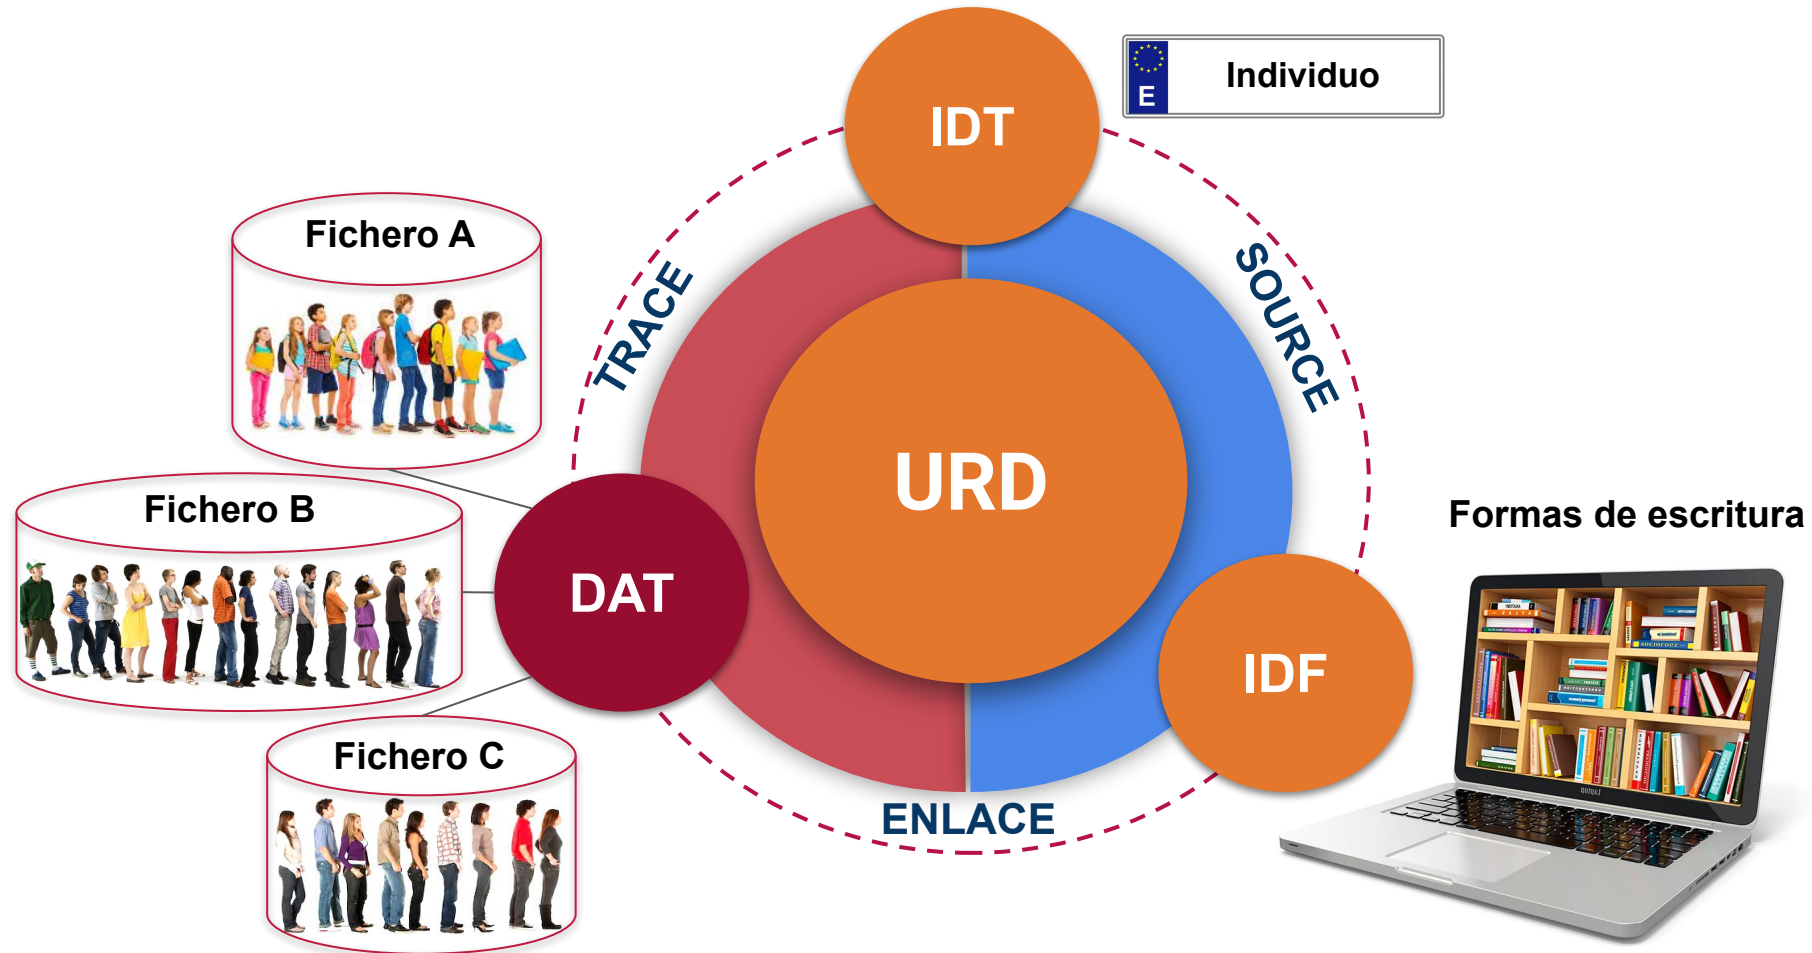 IDT
E
Individuo
Fichero A
TRACE
SOURCE
Fichero B
URD
Formas de escritura
DAT
IDF
Fichero C
ENLACE